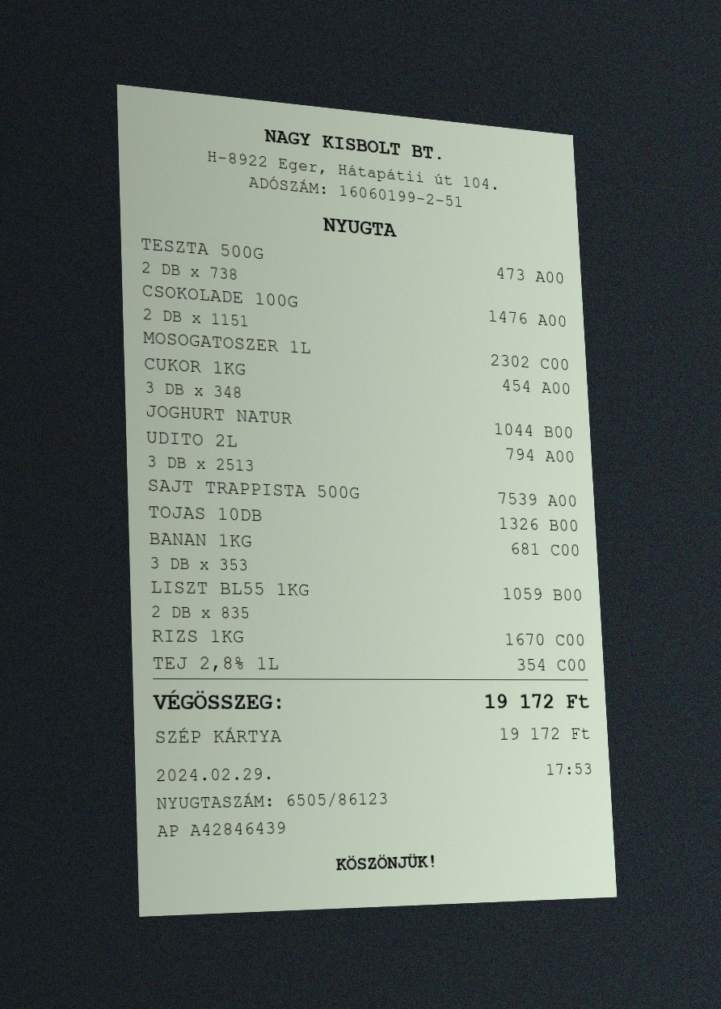 NAGY KISBOLT BT.
H-8922 Eger, Hátapátii út 104.
ADÓSZÁM: 16060199-2-51
NYUGTA
TESZTA 500G 473 A00
2 DB x 738
CSOKOLADE 100G 1476 A00
2 DB x 1151
MOSOGATOSZER 1L 2302 C00
CUKOR 1KG 454 A00
3 DB x 348
JOGHURT NATUR 1044 B00
UDITO 2L 794 A00
3 DB x 2513
SAJT TRAPPISTA 500G 7539 A00
TOJAS 10DB 1326 B00
BANAN 1KG 681 C00
3 DB x 353
LISZT BL55 1KG 1059 B00
2 DB x 835
RIZS 1KG 1670 C00
TEJ 2,8% 1L 354 C00
VÉGÖSSZEG: 19 172 Ft
SZÉP KÁRTYA 19 172 Ft
2024.02.29. 17:53
NYUGTASZÁM: 6505/86123
AP A42846439
KÖSZÖNJÜK!